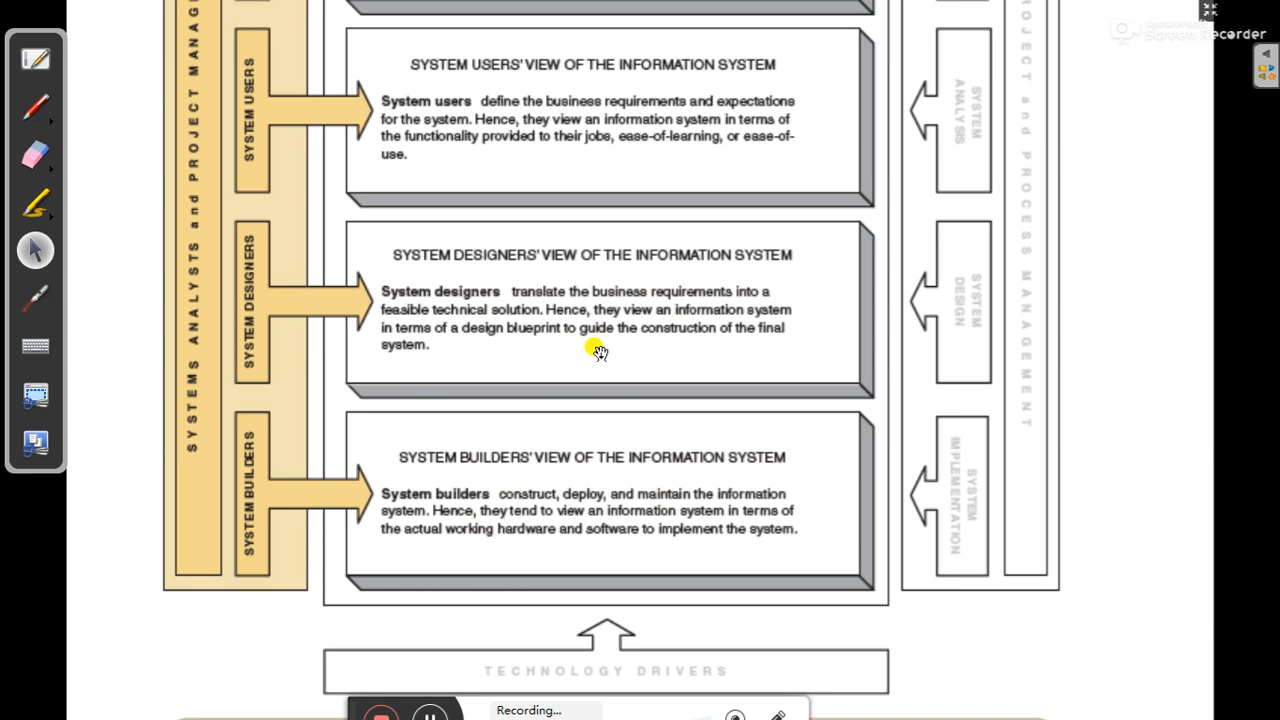 SYSTEMS ANALYSTS and PROJECT MANAG
SYSTEM USERS
SYSTEM USERS' VIEW OF THE INFORMATION SYSTEM
System users define the business requirements and expectations
for the system. Hence, they view an information system in terms of
the functionality provided to their jobs, ease-of-learning, or ease-of-
use.
SYSTEM
ANALYSIS
SYSTEM DESIGNERS
SYSTEM DESIGNERS' VIEW OF THE INFORMATION SYSTEM
System designers translate the business requirements into a
feasible technical solution. Hence, they view an information system
in terms of a design blueprint to guide the construction of the final
system.
SYSTEM
DESIGN
SYSTEM BUILDERS
SYSTEM BUILDERS' VIEW OF THE INFORMATION SYSTEM
System builders construct, deploy, and maintain the information
system. Hence, they tend to view an information system in terms of
the actual working hardware and software to implement the system.
SYSTEM
IMPLEMENTATION
OJECT and PROCESS MANAGEMENT
TECHNOLOGY DRIVERS
Screen Recorder
Recording...